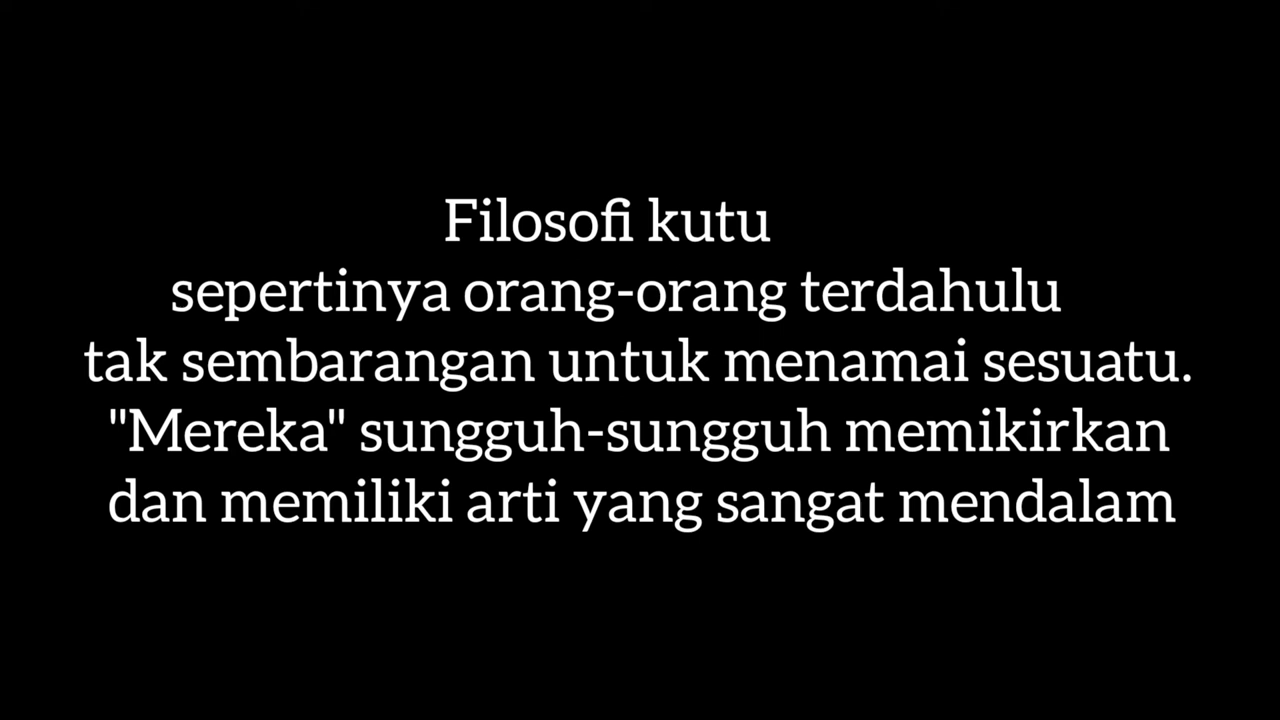 Filosofi kutu
sepertinya orang-orang terdahulu
tak sembarangan untuk menamai sesuatu.
"Mereka" sungguh-sungguh memikirkan
dan memiliki arti yang sangat mendalam